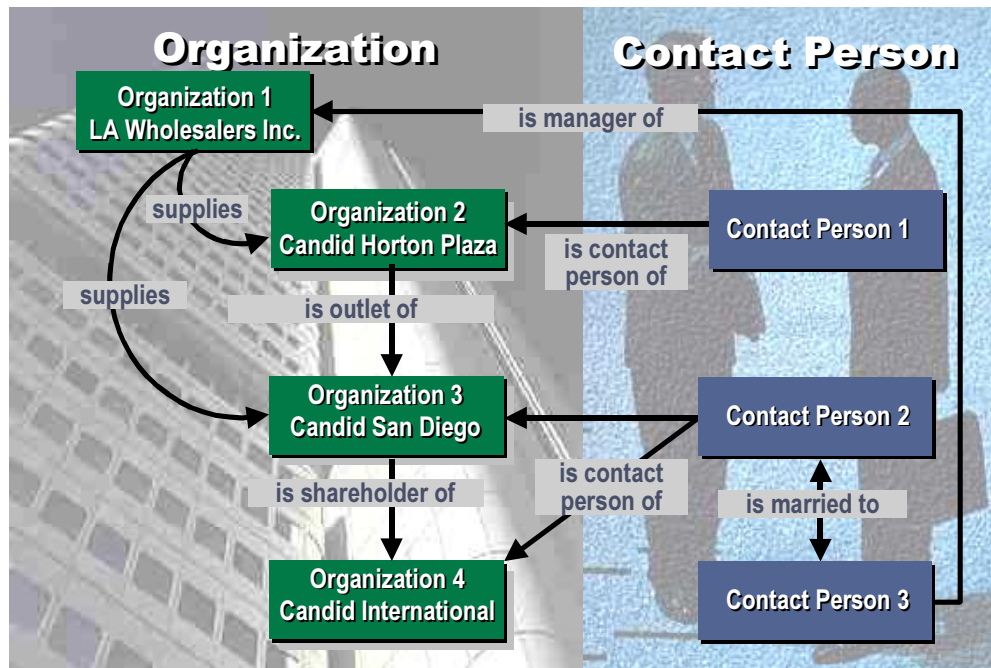 Organization
Contact Person
Organization 1
LA Wholesalers Inc.
is manager of
supplies
Organization 2
Candid Horton Plaza
Contact Person 1
is contact
person of
supplies
is outlet of
Organization 3
Candid San Diego
Contact Person 2
is shareholder of
is contact
person of
is married to
Organization 4
Candid International
Contact Person 3